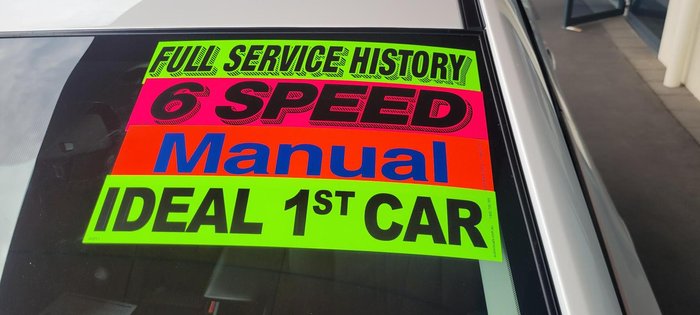 FULL SERVICE HISTORY
6 SPEED
Manual
IDEAL 1ST CAR